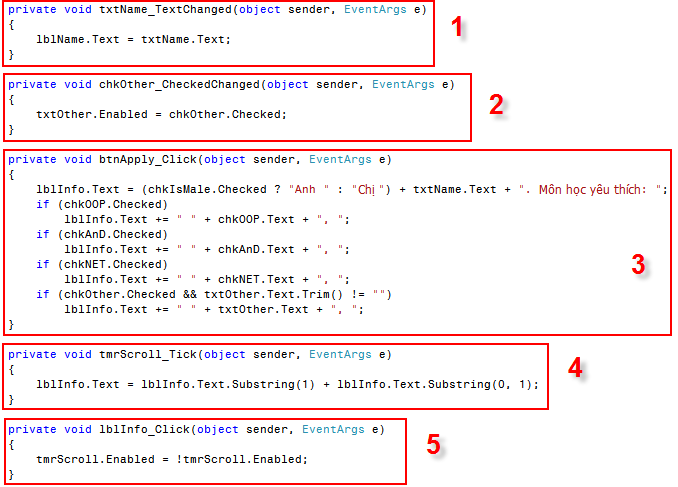 private void txtName_TextChanged(object sender, EventArgs e)
{
    lblName.Text = txtName.Text;
}
1
private void chkOther_CheckedChanged(object sender, EventArgs e)
{
    txtOther.Enabled = chkOther.Checked;
}
2
private void btnApply_Click(object sender, EventArgs e)
{
    lblInfo.Text = (chkIsMale.Checked ? "Anh " : "Chị ") + txtName.Text + ". Môn học yêu thích: ";
    if (chkOOP.Checked)
        lblInfo.Text += " " + chkOOP.Text + ", ";
    if (chkAnD.Checked)
        lblInfo.Text += " " + chkAnD.Text + ", ";
    if (chkNET.Checked)
        lblInfo.Text += " " + chkNET.Text + ", ";
    if (chkOther.Checked && txtOther.Text.Trim() != "")
        lblInfo.Text += " " + txtOther.Text + ", ";
}
3
private void tmrScroll_Tick(object sender, EventArgs e)
{
    lblInfo.Text = lblInfo.Text.Substring(1) + lblInfo.Text.Substring(0, 1);
}
4
private void lblInfo_Click(object sender, EventArgs e)
{
    tmrScroll.Enabled = !tmrScroll.Enabled;
}
5